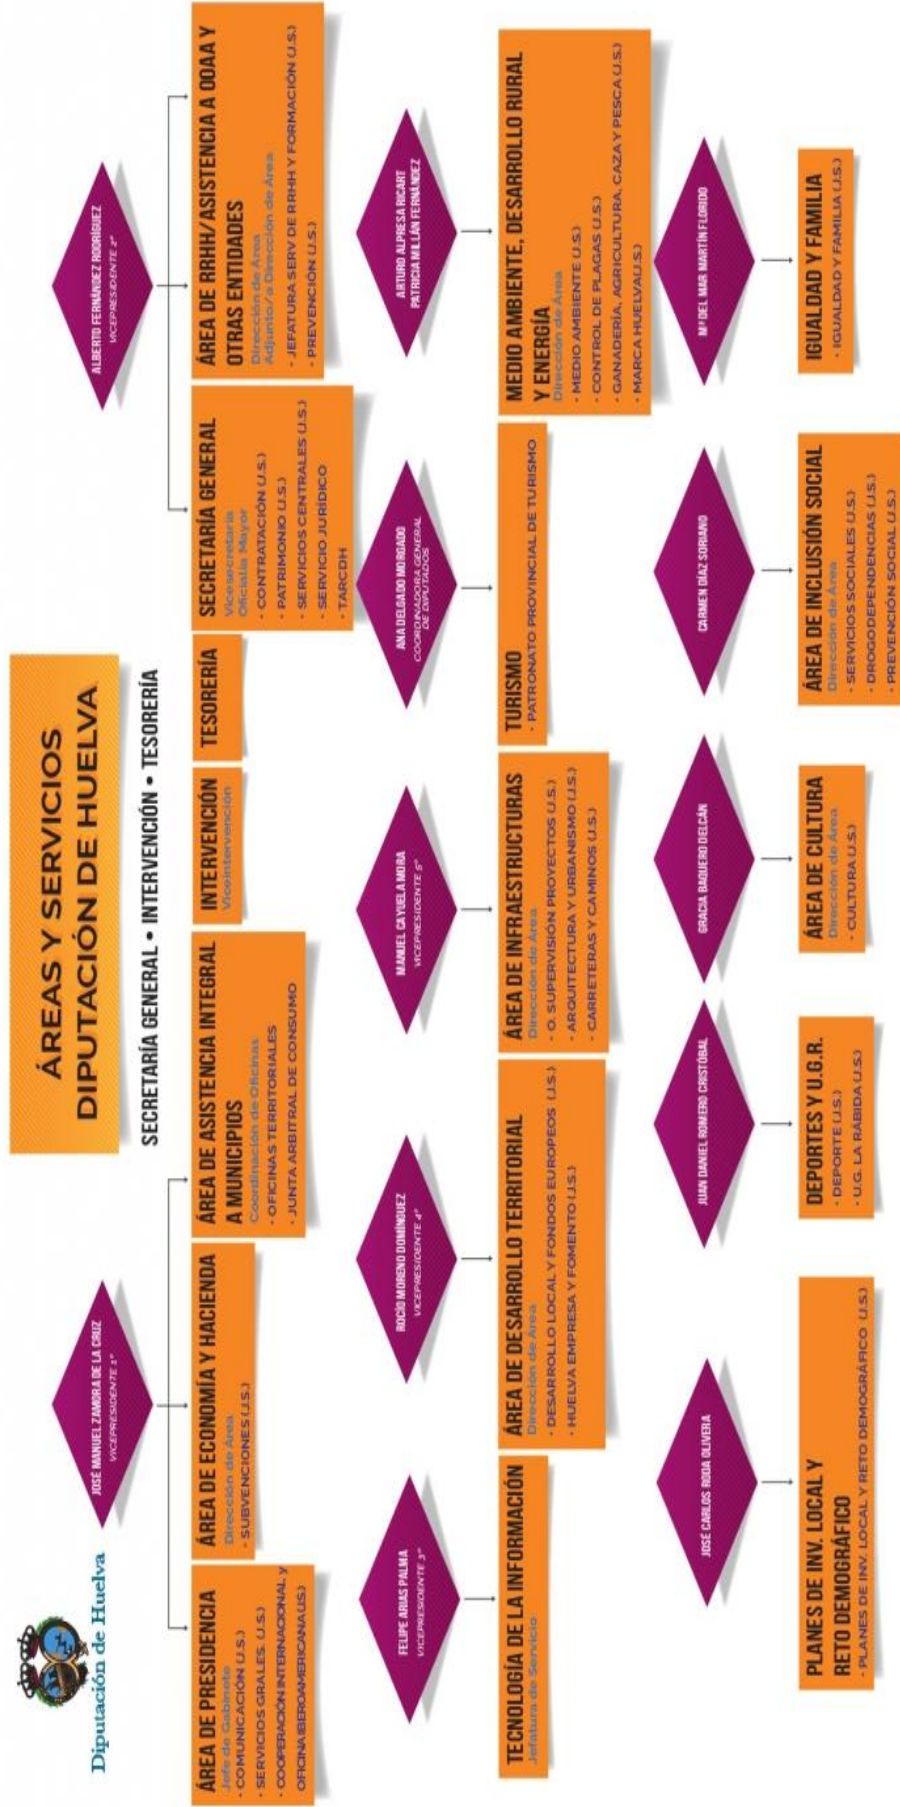 Diputación de Huelva
ÁREAS Y SERVICIOS
DIPUTACIÓN DE HUELVA
SECRETARÍA GENERAL • INTERVENCIÓN • TESORERÍA
JOSÉ MANUEL ZAMORA DE LA CRUZ
VICEPRESIDENTE 1º
ALBERTO FERNÁNDEZ RODRÍGUEZ
VICEPRESIDENTE 2º
ÁREA DE PRESIDENCIA
Jefe de Gabinete
• COMUNICACIÓN (J.S.)
• SERVICIOS GRALES. (J.S.)
• COOPERACIÓN INTERNACIONAL y
OFICINA IBEROAMERICANA (J.S.)
ÁREA DE ECONOMÍA Y HACIENDA
Dirección de Área
• SUBVENCIONES (J.S.)
ÁREA DE ASISTENCIA INTEGRAL
A MUNICIPIOS
Coordinación de Oficinas
• OFICINAS TERRITORIALES
• JUNTA ARBITRAL DE CONSUMO
INTERVENCIÓN
Viceintervención
TESORERÍA
SECRETARÍA GENERAL
Vicesecretaría
Oficialía Mayor
• CONTRATACIÓN (J.S.)
• PATRIMONIO (J.S.)
• SERVICIOS CENTRALES (J.S.)
• SERVICIO JURÍDICO
• TARCDH
ÁREA DE RRHH/ASISTENCIA A OOAA Y
OTRAS ENTIDADES
Dirección de Área
Adjunto/a Dirección de Área
• JEFATURA SERV DE RRHH Y FORMACIÓN (J.S.)
• PREVENCIÓN (J.S.)
FELIPE ARIAS PALMA
VICEPRESIDENTE 3º
ROCÍO MORENO DOMÍNGUEZ
VICEPRESIDENTE 4º
MANUEL CAYUELA MORA
VICEPRESIDENTE 5º
ANA DELGADO MORGADO
COORDINADORA GENERAL
DE DIPUTADOS
ARTURO ALPRESA RICART
PATRICIA MILLÁN FERNÁNDEZ
TECNOLOGÍA DE LA INFORMACIÓN
Jefatura de Servicio
ÁREA DE DESARROLLO TERRITORIAL
Dirección de Área
• DESARROLLO LOCAL Y FONDOS EUROPEOS (J.S.)
• HUELVA EMPRESA Y FOMENTO (J.S.)
ÁREA DE INFRAESTRUCTURAS
Dirección de Área
• O. SUPERVISIÓN PROYECTOS (J.S.)
• ARQUITECTURA Y URBANISMO (J.S.)
• CARRETERAS Y CAMINOS (J.S.)
TURISMO
• PATRONATO PROVINCIAL DE TURISMO
MEDIO AMBIENTE, DESARROLLO RURAL
Y ENERGÍA
Dirección de Área
• MEDIO AMBIENTE (J.S.)
• CONTROL DE PLAGAS (J.S.)
• GANADERÍA, AGRICULTURA, CAZA Y PESCA (J.S.)
• MARCA HUELVA(J.S.)
JOSÉ CARLOS RODA OLIVERA
JUAN DANIEL ROMERO CRISTÓBAL
GRACIA BAQUERO DELCÁN
CARMEN DÍAZ SORIANO
Mª DEL MAR MARTÍN FLORIDO
PLANES DE INV. LOCAL Y
RETO DEMOGRÁFICO
• PLANES DE INV. LOCAL Y RETO DEMOGRÁFICO (J.S.)
DEPORTES Y U.G.R.
• DEPORTE (J.S.)
• U.G. LA RÁBIDA (J.S.)
ÁREA DE CULTURA
Dirección de Área
• CULTURA (J.S.)
ÁREA DE INCLUSIÓN SOCIAL
Dirección de Área
• SERVICIOS SOCIALES (J.S.)
• DROGODEPENDENCIAS (J.S.)
• PREVENCIÓN SOCIAL (J.S.)
IGUALDAD Y FAMILIA
• IGUALDAD Y FAMILIA (J.S.)